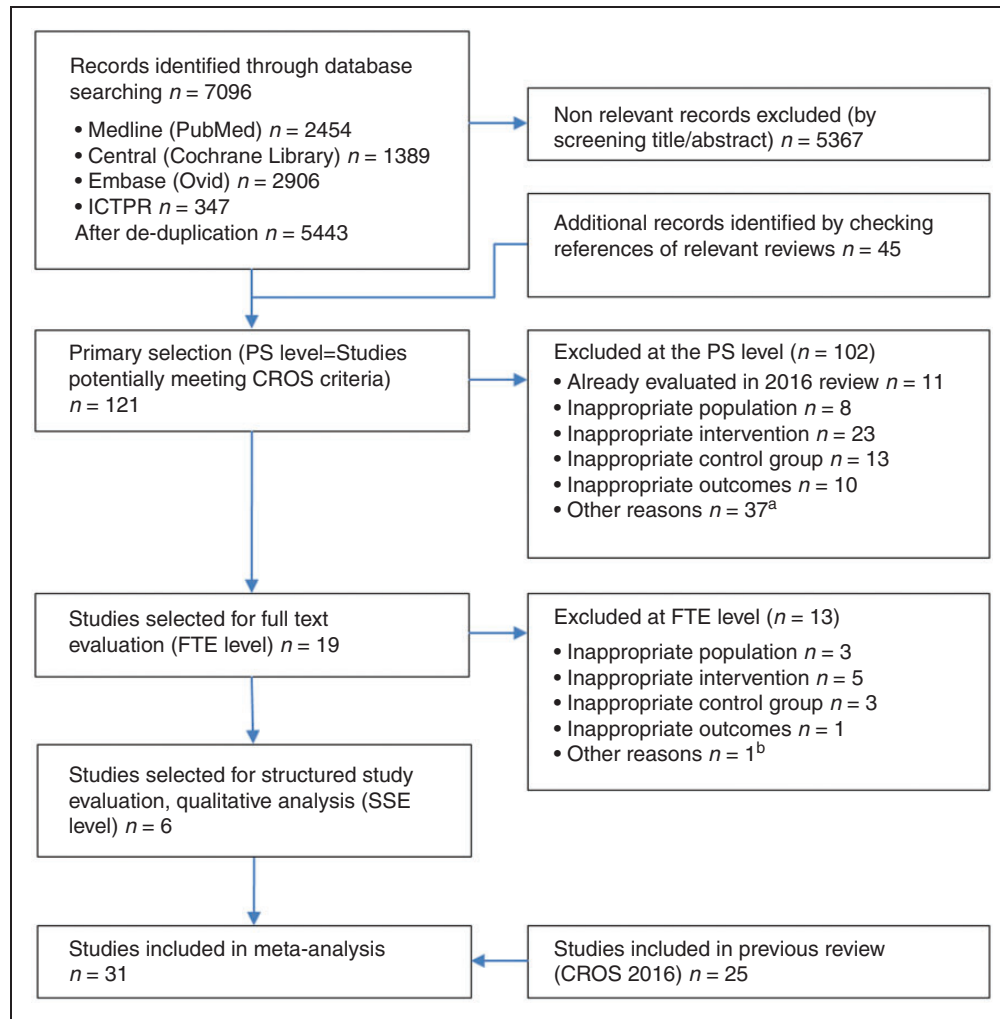 Records identified through database
searching n = 7096
• Medline (PubMed) n = 2454
• Central (Cochrane Library) n = 1389
• Embase (Ovid) n = 2906
• ICTPR n = 347
After de-duplication n = 5443
Non relevant records excluded (by
screening title/abstract) n = 5367
Additional records identified by checking
references of relevant reviews n = 45
Primary selection (PS level=Studies
potentially meeting CROS criteria)
n = 121
Excluded at the PS level (n = 102)
• Already evaluated in 2016 review n = 11
• Inappropriate population n = 8
• Inappropriate intervention n = 23
• Inappropriate control group n = 13
• Inappropriate outcomes n = 10
• Other reasons n = 37a
Studies selected for full text
evaluation (FTE level) n = 19
Excluded at FTE level (n = 13)
• Inappropriate population n = 3
• Inappropriate intervention n = 5
• Inappropriate control group n = 3
• Inappropriate outcomes n = 1
• Other reasons n = 1b
Studies selected for structured study
evaluation, qualitative analysis (SSE
level) n = 6
Studies included in meta-analysis
n = 31
Studies included in previous review
(CROS 2016) n = 25